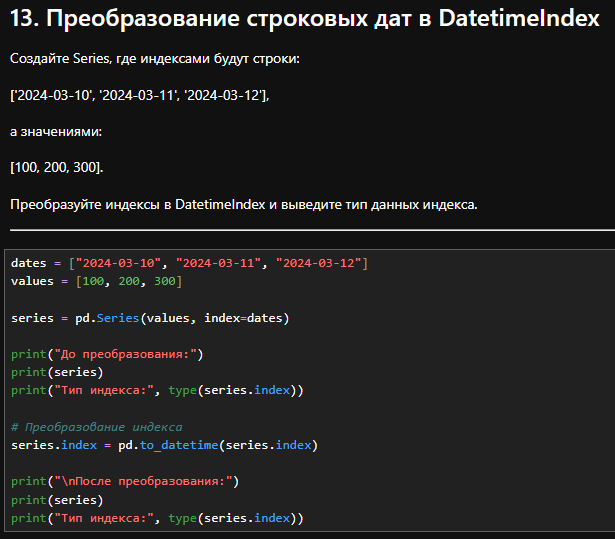 13. Преобразование строковых дат в DatetimeIndex
Создайте Series, где индексами будут строки:
['2024-03-10', '2024-03-11', '2024-03-12'],
а значениями:
[100, 200, 300].
Преобразуйте индексы в DatetimeIndex и выведите тип данных индекса.
dates = ["2024-03-10", "2024-03-11", "2024-03-12"]
values = [100, 200, 300]
series = pd.Series(values, index=dates)
print("До преобразования:")
print(series)
print("Тип индекса:", type(series.index))
# Преобразование индекса
series.index = pd.to_datetime(series.index)
print("\nПосле преобразования:")
print(series)
print("Тип индекса:", type(series.index))